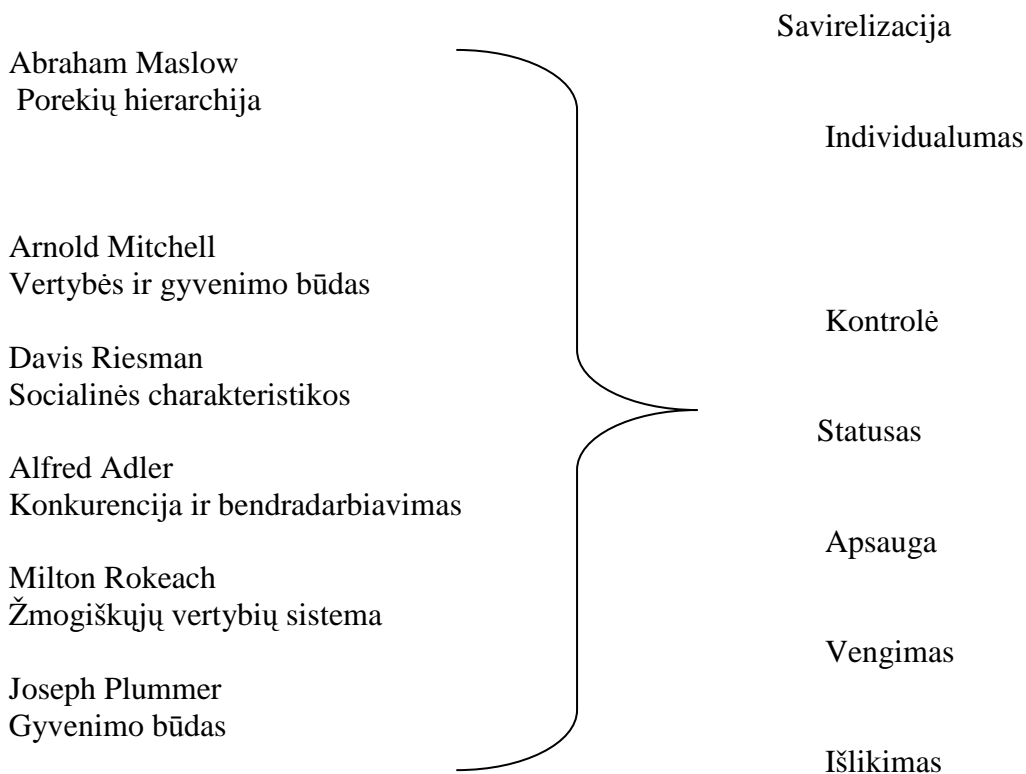 Abraham Maslow
Porekių hierarchija
Arnold Mitchell
Vertybės ir gyvenimo būdas
Davis Riesman
Socialinės charakteristikos
Alfred Adler
Konkurencija ir bendradarbiavimas
Milton Rokeach
Žmogiškųjų vertybių sistema
Joseph Plummer
Gyvenimo būdas
Savirelizacija
Individualumas
Kontrolė
Statusas
Apsauga
Vengimas
Išlikimas